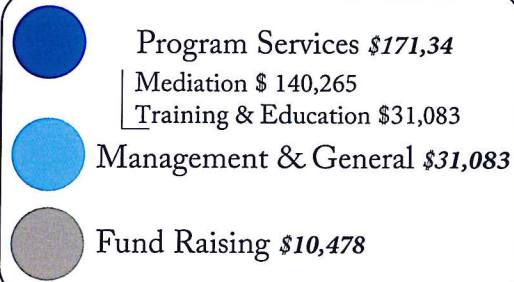 Program Services $171,34
Mediation $ 140,265
Training & Education $31,083
Management & General $31,083
Fund Raising $10,478